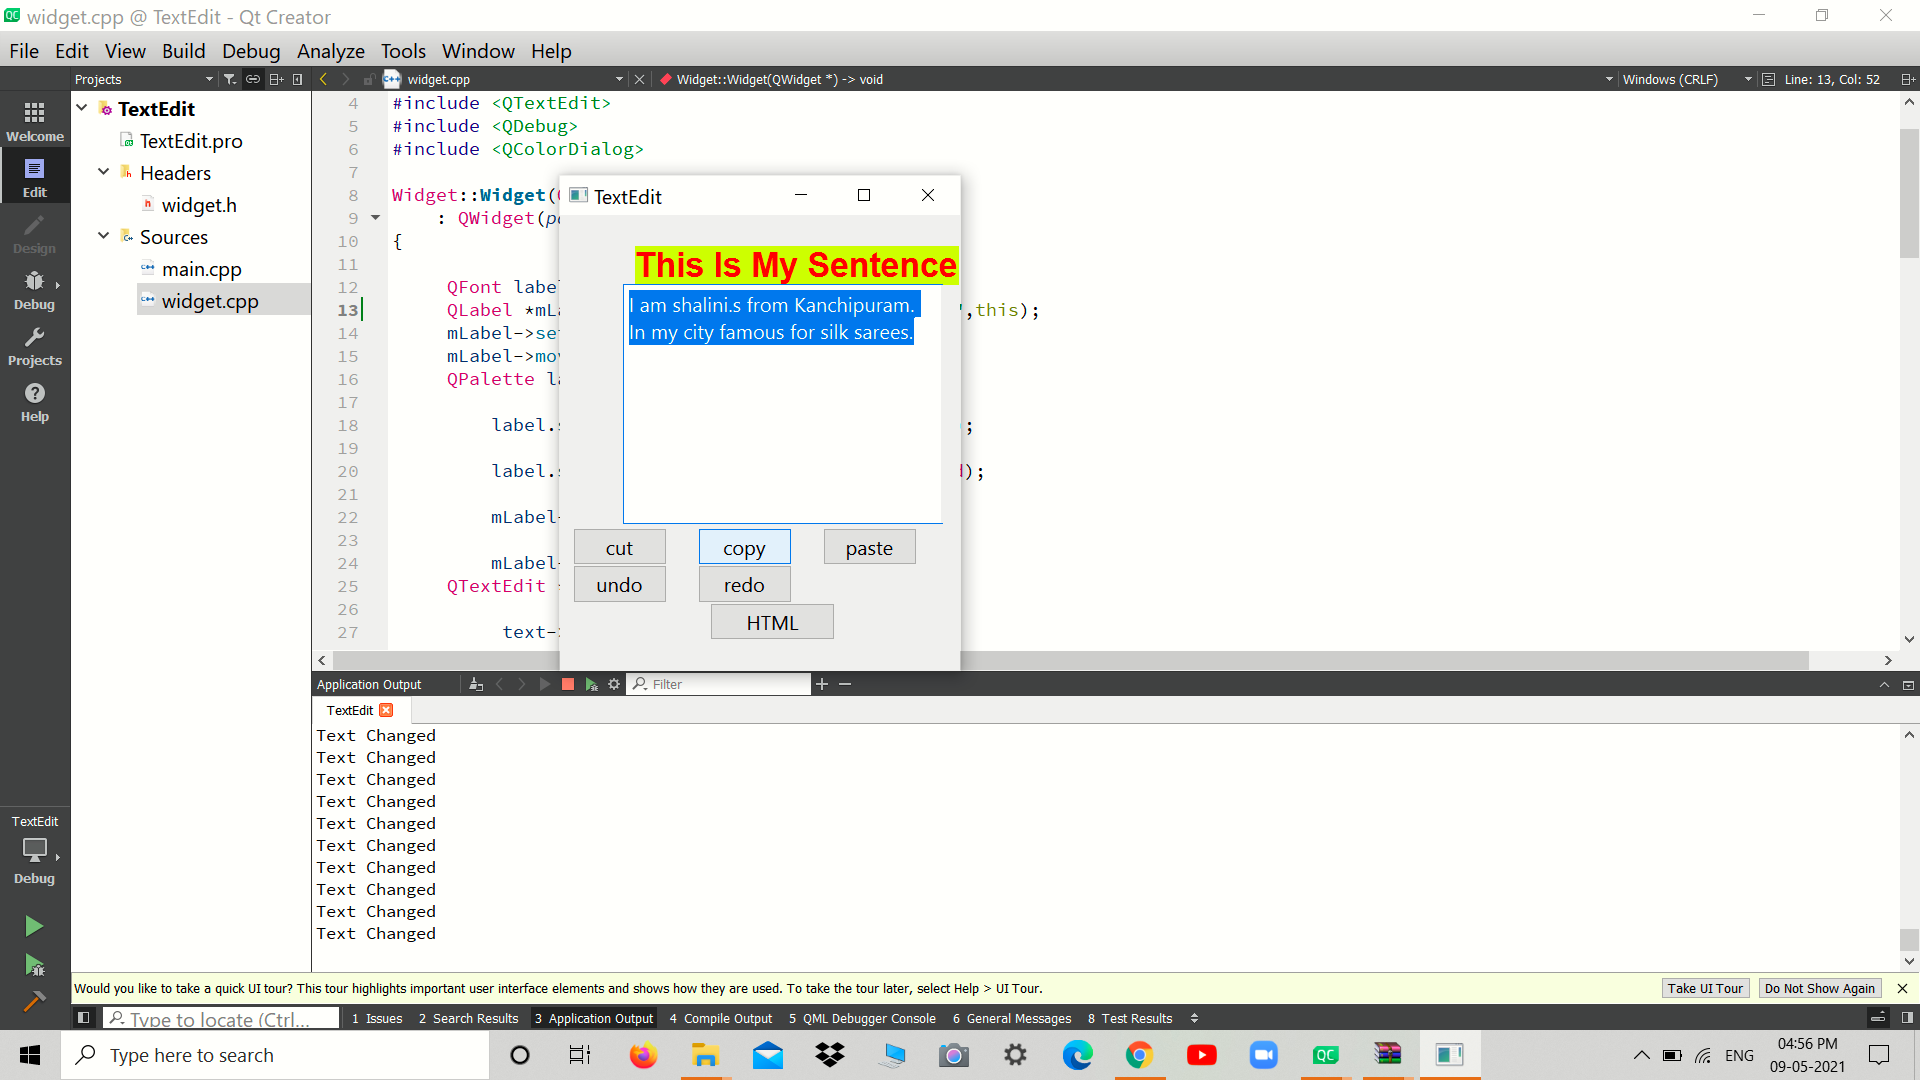 widget.cpp @ TextEdit - Qt Creator
File Edit View Build Debug Analyze Tools Window Help
Projects
widget.cpp
Widget::Widget(QWidget *) -> void
Windows (CRLF)
Line: 13, Col: 52
Welcome
Edit
Design
Debug
Projects
Help
TextEdit
TextEdit.pro
Headers
widget.h
Sources
main.cpp
widget.cpp
4 #include <QTextEdit>
5 #include <QDebug>
6 #include <QColorDialog>
7
8 Widget::Widget(
9 : QWidget(
10 {
11
12 QFont labe
13 QLabel *mL ",this);
14 mLabel->se
15 mLabel->mo
16 QPalette l
17
18 label. ;
19
20 label. );
21
22 mLabel
23
24 mLabel
25 QTextEdit
26
27 text->
TextEdit
This Is My Sentence
I am shalini.s from Kanchipuram.
In my city famous for silk sarees.
cut copy paste
undo redo
HTML
Application Output
Filter
TextEdit
Text Changed
Text Changed
Text Changed
Text Changed
Text Changed
Text Changed
Text Changed
Text Changed
Text Changed
Text Changed
TextEdit
Debug
Would you like to take a quick UI tour? This tour highlights important user interface elements and shows how they are used. To take the tour later, select Help > UI Tour.
Take UI Tour
Do Not Show Again
Type to locate (Ctrl...
1 Issues 2 Search Results 3 Application Output 4 Compile Output 5 QML Debugger Console 6 General Messages 8 Test Results
Type here to search
ENG
04:56 PM
09-05-2021